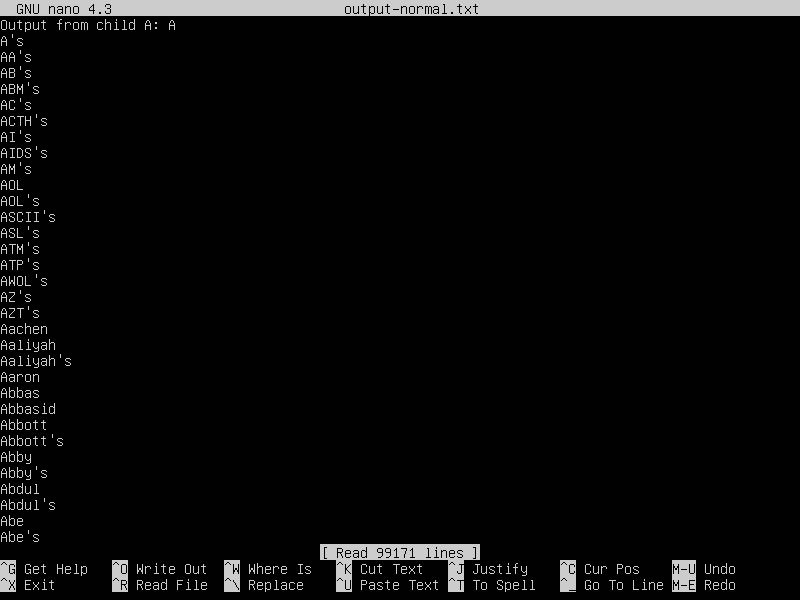 GNU nano 4.3 output-normal.txt
Output from child A: A
A's
AA's
AB's
ABM's
AC's
ACTH's
AI's
AIDS's
AM's
AOL
AOL's
ASCII's
ASL's
ATM's
ATP's
AWOL's
AZ's
AZT's
Aachen
Aaliyah
Aaliyah's
Aaron
Abbas
Abbasid
Abbott
Abbott's
Abby
Abby's
Abdul
Abdul's
Abe
Abe's
[ Read 99171 lines ]
^G Get Help ^O Write Out ^W Where Is ^K Cut Text ^J Justify ^C Cur Pos M-U Undo
^X Exit ^R Read File ^\ Replace ^U Paste Text ^T To Spell ^_ Go To Line M-E Redo